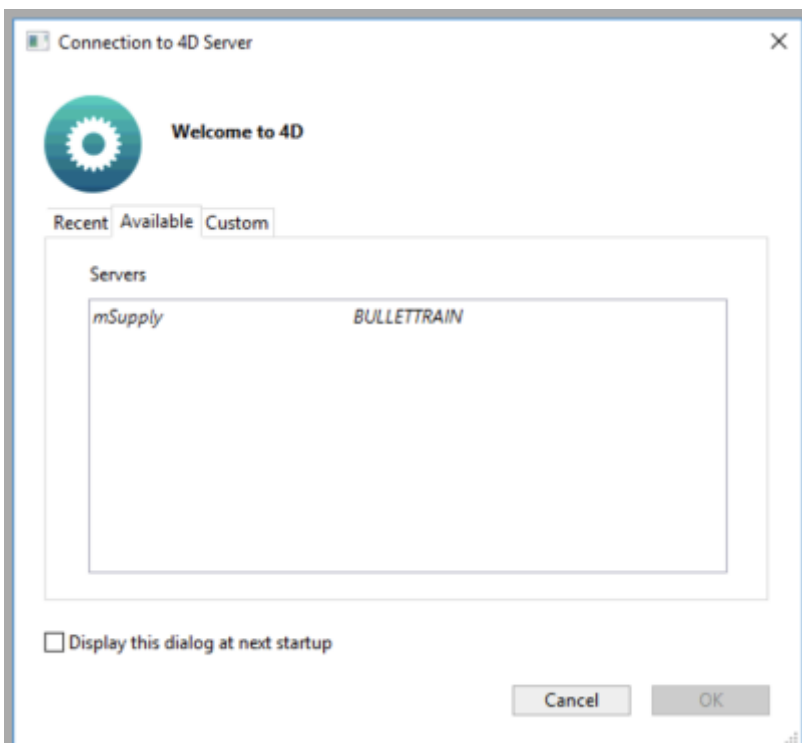 Connection to 4D Server
Welcome to 4D
Recent Available Custom
Servers
mSupply BULLETTRAIN
Display this dialog at next startup
Cancel OK